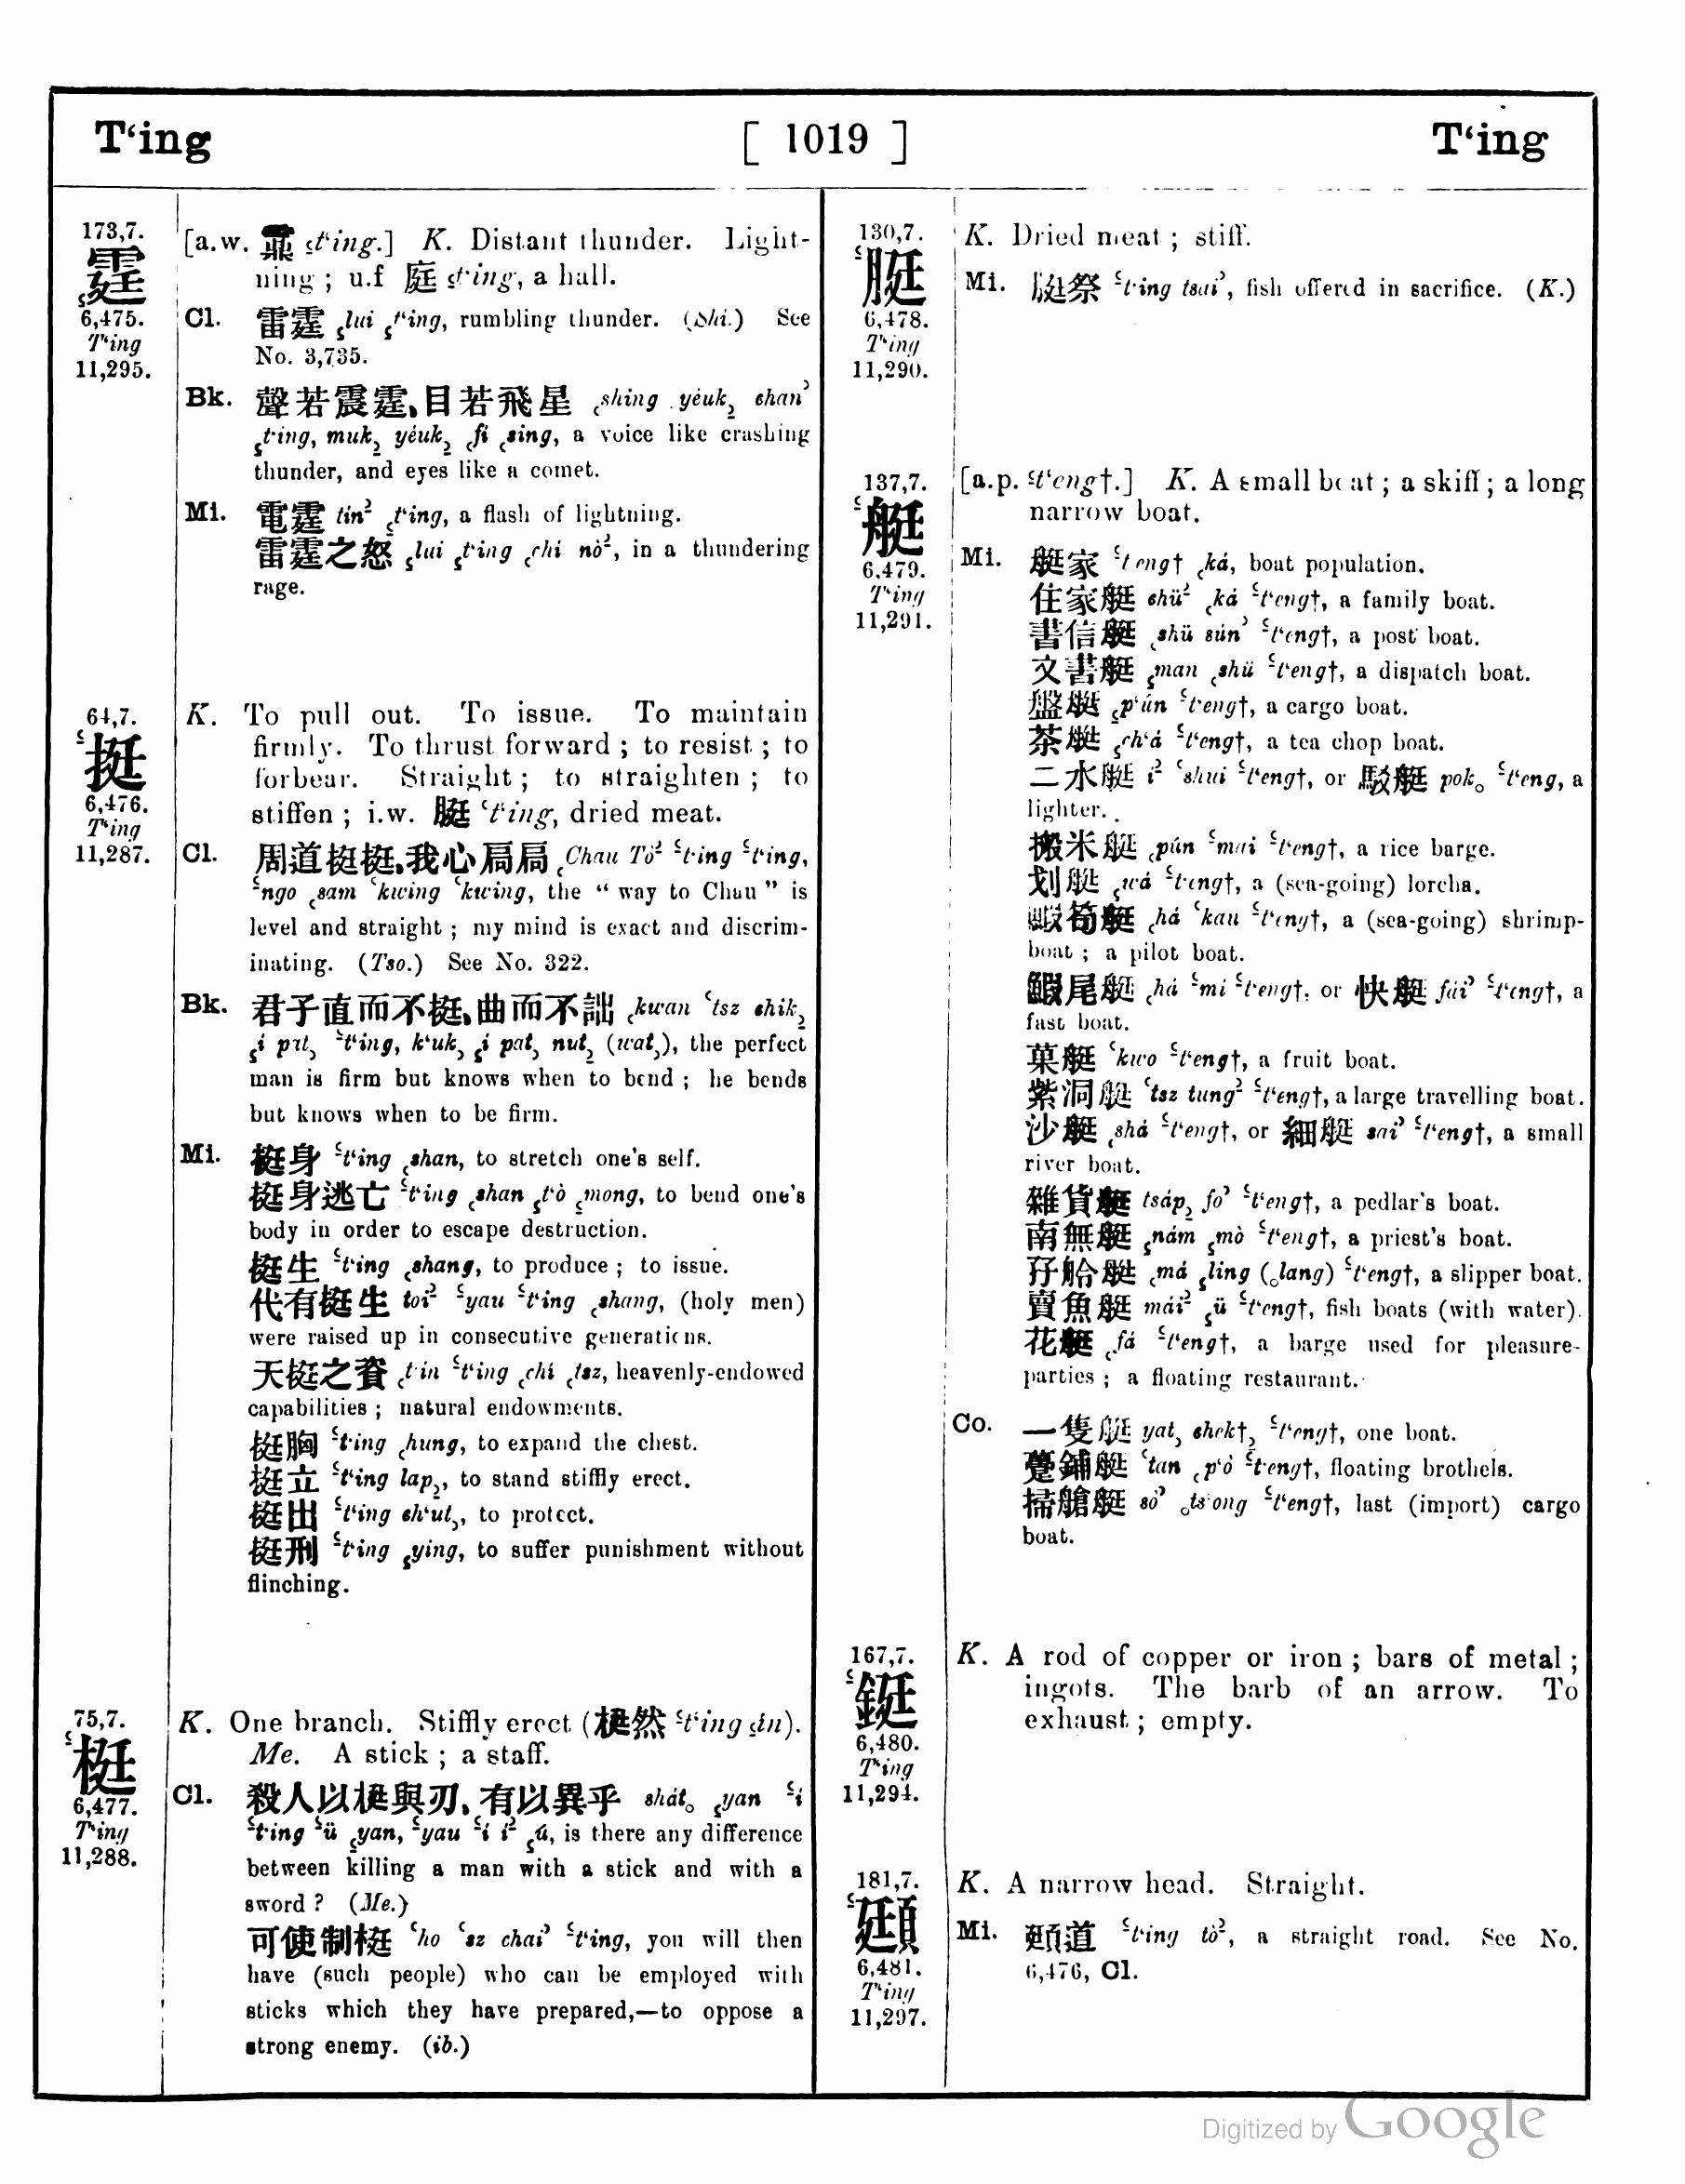 T‘ing [ 1019 ] T‘ing
173,7.
霆
6,475.
T‘ing
11,295.
[a.w. ꜁t‘ing.] K. Distant thunder. Light-
ning ; u.f 庭 ꜁t‘ing, a hall.
Cl. 雷霆 ꜁lui ꜁t‘ing, rumbling thunder. (Shi.) See
No. 3,735.
Bk. 聲若震霆、目若飛星 ꜀shing yéuk꜇ chan꜄
꜁t‘ing, muk꜇ yéuk꜇ ꜀fí ꜀sing, a voice like crashing
thunder, and eyes like a comet.
Mi. 電霆 tín꜅ ꜁t‘ing, a flash of lightning.
雷霆之怒 ꜁lui ꜁t‘ing ꜀chí nò꜅, in a thundering
rage.
64,7.
挺
6,476.
T‘ing
11,287.
K. To pull out. To issue. To maintain
firmly. To thrust forward ; to resist ; to
forbear. Straight ; to straighten ; to
stiffen ; i.w. 脡 ꜂t‘ing, dried meat.
Cl. 周道挺挺、我心扃扃 ꜀Chau Tò꜅ ꜃t‘ing ꜃t‘ing,
꜃ngo ꜀sam ꜂kwing ꜂kwing, the “ way to Chau ” is
level and straight ; my mind is exact and discrim-
inating. (Tso.) See No. 322.
Bk. 君子直而不挺、曲而不詘 ꜀kwan ꜂tsz chik꜇
꜁í pat꜆ ꜃t‘ing, k‘uk꜆ ꜁í pat꜆ nut꜇ (wat꜆), the perfect
man is firm but knows when to bend ; he bends
but knows when to be firm.
Mi. 挺身 ꜃t‘ing ꜀shan, to stretch one's self.
挺身逃亡 ꜃t‘ing ꜀shan ꜁t‘ò ꜁mong, to bend one's
body in order to escape destruction.
挺生 ꜃t‘ing ꜀shang, to produce ; to issue.
代有挺生 toi꜅ ꜃yau ꜃t‘ing ꜀shang, (holy men)
were raised up in consecutive generations.
天挺之資 ꜀t‘in ꜃t‘ing ꜀chí ꜀tsz, heavenly-endowed
capabilities ; natural endowments.
挺胸 ꜃t‘ing ꜀hung, to expand the chest.
挺立 ꜃t‘ing lap꜇, to stand stiffly erect.
挺出 ꜃t‘ing ch‘ut꜆, to protect.
挺刑 ꜃t‘ing ꜁ying, to suffer punishment without
flinching.
75,7.
梃
6,477.
T‘ing
11,288.
K. One branch. Stiffly erect (梃然 ꜃t‘ing ꜁ín).
Me. A stick ; a staff.
Cl. 殺人以梃與刃、有以異乎 shát꜀ ꜁yan ꜃í
꜃t‘ing ꜃ü ꜁yan, ꜃yau ꜃í í꜅ ꜁ú, is there any difference
between killing a man with a stick and with a
sword ? (Me.)
可使制梃 ꜂ho ꜂sz chai꜄ ꜃t‘ing, you will then
have (such people) who can be employed with
sticks which they have prepared,—to oppose a
strong enemy. (ib.)
130,7.
脡
6,478.
T‘ing
11,290.
K. Dried meat ; stiff.
Mi. 脡祭 ꜃t‘ing tsai꜄, fish offered in sacrifice. (K.)
137,7.
艇
6,479.
T‘ing
11,291.
[a.p. ꜃t‘eng†.] K. A small boat ; a skiff ; a long
narrow boat.
Mi. 艇家 ꜃t‘eng† ꜀ká, boat population.
住家艇 chü꜅ ꜀ká ꜃t‘eng†, a family boat.
書信艇 ꜀shü sún꜄ ꜃t‘eng†, a post boat.
文書艇 ꜁man ꜀shü ꜃t‘eng†, a dispatch boat.
盤艇 ꜁p‘ún ꜃t‘eng†, a cargo boat.
茶艇 ꜁ch‘á ꜃t‘eng†, a tea chop boat.
二水艇 í꜅ ꜂shui ꜃t‘eng†, or 駁艇 pok꜀ ꜃t‘eng, a
lighter.
搬米艇 ꜀pún ꜃mai ꜃t‘eng†, a rice barge.
划艇 ꜁wá ꜃t‘eng†, a (sea-going) lorcha.
蝦笱艇 ꜀há ꜂kau ꜃t‘eng†, a (sea-going) shrimp-
boat ; a pilot boat.
鰕尾艇 ꜀há ꜃mí ꜃t‘eng†, or 快艇 fái꜄ ꜃t‘eng†, a
fast boat.
菓艇 ꜂kwo ꜃t‘eng†, a fruit boat.
紫洞艇 ꜂tsz tung꜅ ꜃t‘eng†, a large travelling boat.
沙艇 ꜀shá ꜃t‘eng†, or 細艇 sai꜄ ꜃t‘eng†, a small
river boat.
雜貨艇 tsáp꜇ fo꜄ ꜃t‘eng†, a pedlar's boat.
南無艇 ꜁nám ꜁mò ꜃t‘eng†, a priest's boat.
艇 ꜀má ꜁ling (꜀lang) ꜃t‘eng†, a slipper boat.
賣魚艇 mái꜅ ꜁ü ꜃t‘eng†, fish boats (with water).
花艇 ꜀fá ꜃t‘eng†, a barge used for pleasure-
parties ; a floating restaurant.
Co. 一隻艇 yat꜆ chek†꜆ ꜃t‘eng†, one boat.
躉鋪艇 ꜂tan ꜀p‘ò ꜃t‘eng†, floating brothels.
掃艙艇 sò꜄ ꜀ts‘ong ꜃t‘eng†, last (import) cargo
boat.
167,7.
鋌
6,480.
T‘ing
11,294.
K. A rod of copper or iron ; bars of metal ;
ingots. The barb of an arrow. To
exhaust ; empty.
181,7.
頲
6,481.
T‘ing
11,297.
K. A narrow head. Straight.
Mi. 頲道 ꜃t‘ing tò꜅, a straight road. See No.
6,476, Cl.
Digitized by Google